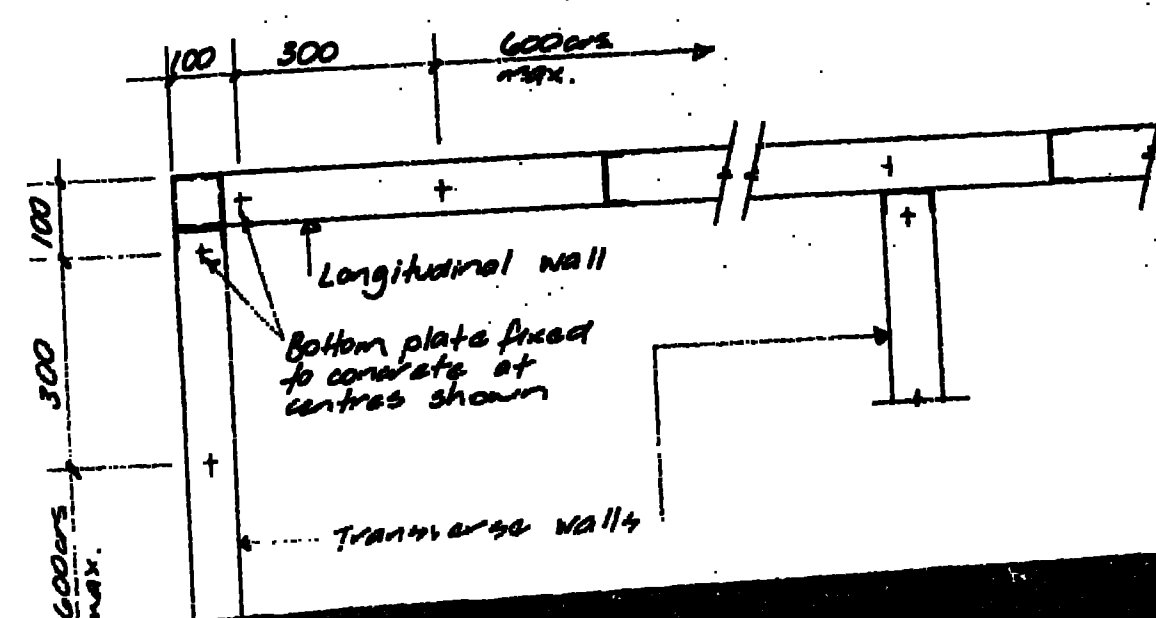 100 300 600crs
max.
100
Longitudinal wall
Bottom plate fixed
to concrete at
centres shown
300
Transverse walls
600crs
max.